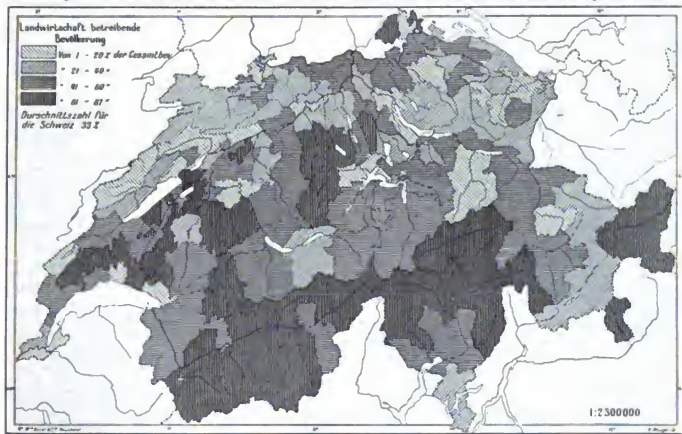 Landwirtschaft betreibende
Bevölkerung
Von 1 - 20% der Gesamtbev.
" 21 - 40 "
" 41 - 60 "
" 61 - 87 "
Durschnittszahl für
die Schweiz 33 %
1:2300000